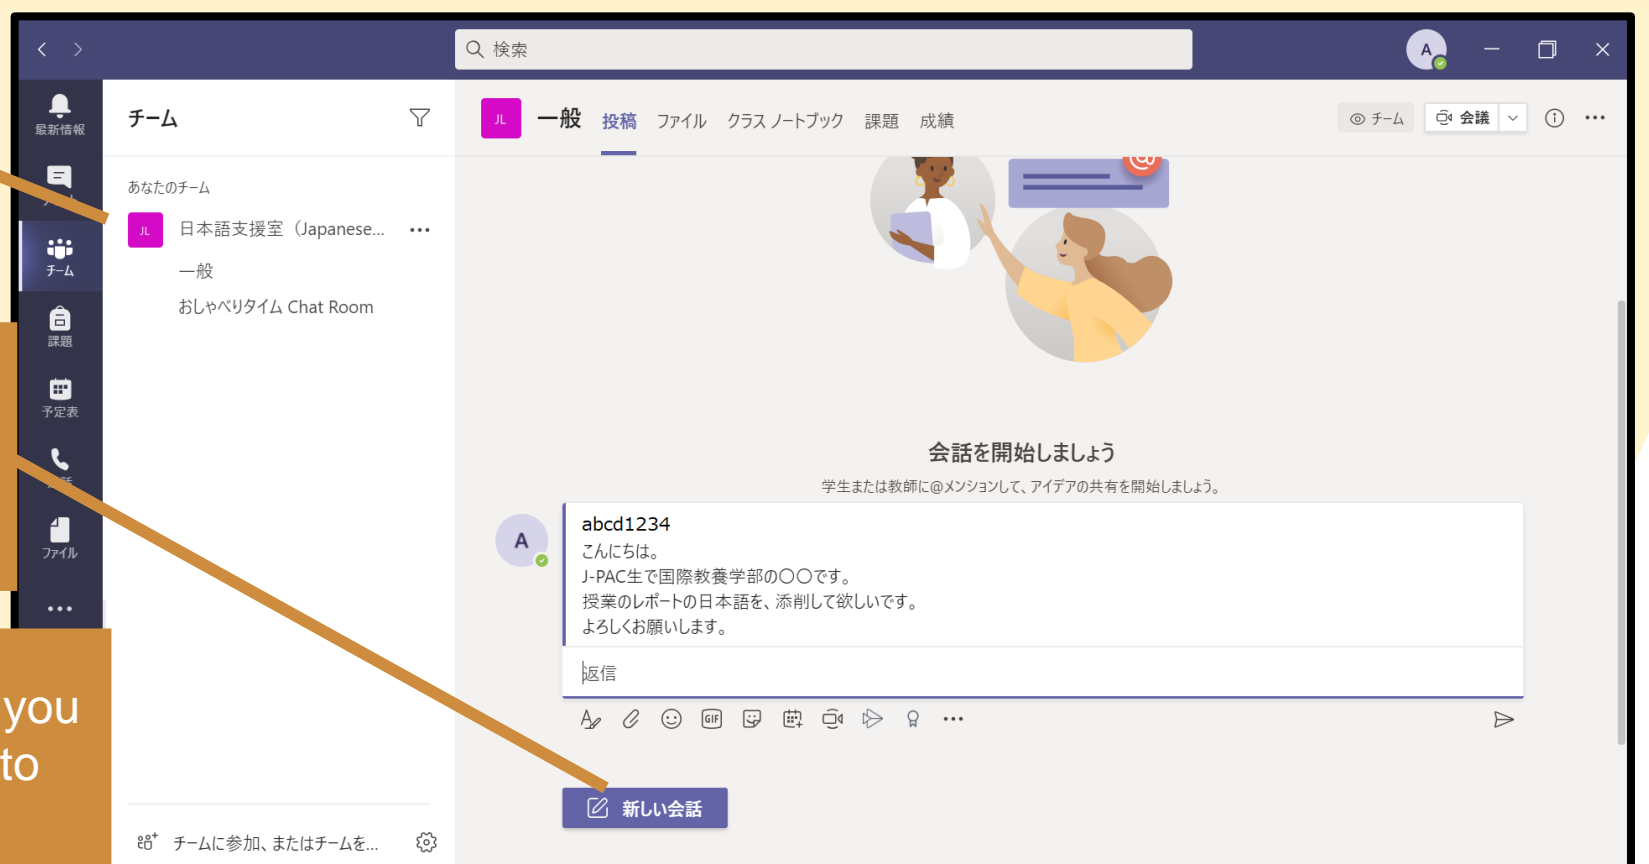 検索
A
最新情報
チーム
課題
予定表
ファイル
チーム
あなたのチーム
JL
日本語支援室（Japanese...
一般
おしゃべりタイム Chat Room
チームに参加、またはチームを...
JL
一般
投稿
ファイル
クラス ノートブック
課題
成績
チーム
会議
@
会話を開始しましょう
学生または教師に@メンションして、アイデアの共有を開始しましょう。
A
abcd1234
こんにちは。
J-PAC生で国際教養学部の〇〇です。
授業のレポートの日本語を、添削して欲しいです。
よろしくお願いします。
返信
GIF
新しい会話
you
to